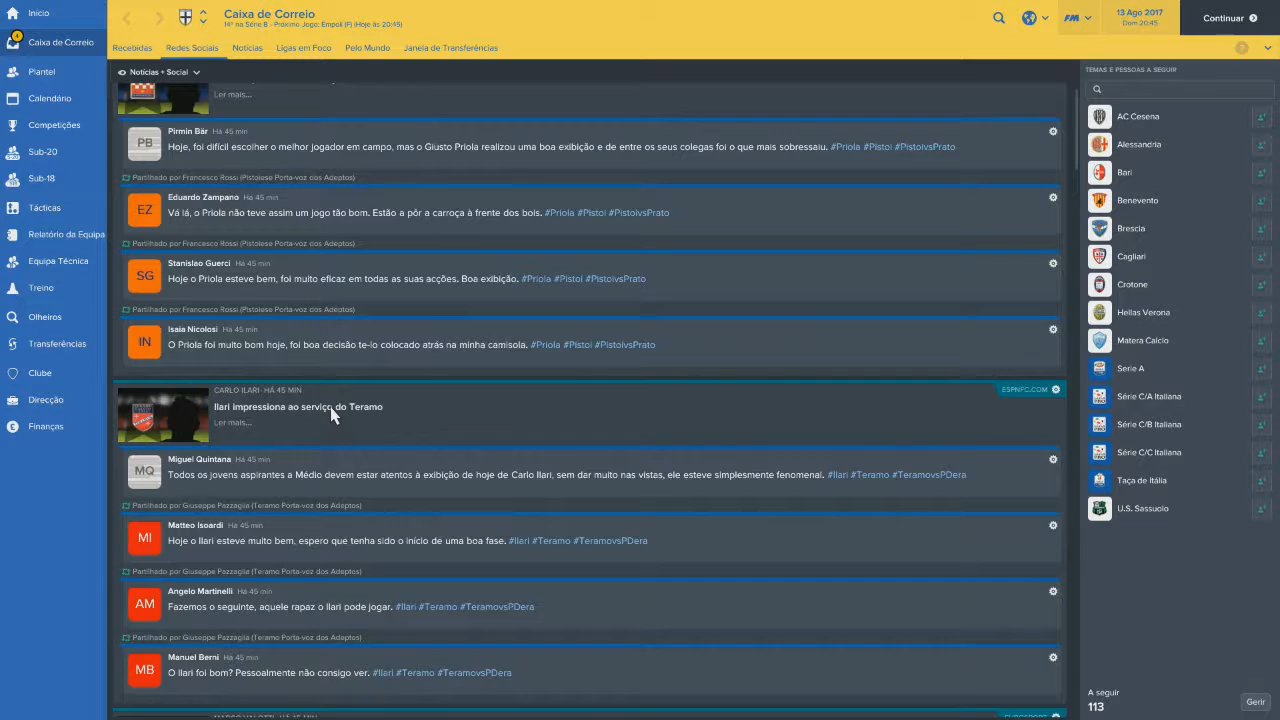 Início
4
Caixa de Correio
Plantel
Calendário
Competições
Sub-20
Sub-18
Tácticas
Relatório da Equipa
Equipa Técnica
Treino
Olheiros
Transferências
Clube
Direcção
Finanças
Caixa de Correio
14º na Série B - Próximo Jogo: Empoli (F) (Hoje às 20:45)
FM
13 Ago 2017
Dom 20:45
Continuar
Recebidas
Redes Sociais
Notícias
Ligas em Foco
Pelo Mundo
Janela de Transferências
?
Notícias + Social
Ler mais...
PB
Pirmin Bär Há 45 min
Hoje, foi difícil escolher o melhor jogador em campo, mas o Giusto Priola realizou uma boa exibição e de entre os seus colegas foi o que mais sobressaiu. #Priola #Pistoi #PistoivsPrato
Partilhado por Francesco Rossi (Pistoiese Porta-voz dos Adeptos)
EZ
Eduardo Zampano Há 45 min
Vá lá, o Priola não teve assim um jogo tão bom. Estão a pôr a carroça à frente dos bois. #Priola #Pistoi #PistoivsPrato
Partilhado por Francesco Rossi (Pistoiese Porta-voz dos Adeptos)
SG
Stanislao Guerci Há 45 min
Hoje o Priola esteve bem, foi muito eficaz em todas as suas acções. Boa exibição. #Priola #Pistoi #PistoivsPrato
Partilhado por Francesco Rossi (Pistoiese Porta-voz dos Adeptos)
IN
Isaia Nicolosi Há 45 min
O Priola foi muito bom hoje, foi boa decisão te-lo colocado atrás na minha camisola. #Priola #Pistoi #PistoivsPrato
CARLO ILARI- HÁ 45 MIN
ESPNFC.COM
Ilari impressiona ao serviço do Teramo
Ler mais...
MQ
Miguel Quintana Há 45 min
Todos os jovens aspirantes a Médio devem estar atentos à exibição de hoje de Carlo Ilari, sem dar muito nas vistas, ele esteve simplesmente fenomenal. #Ilari #Teramo #TeramovsPDera
Partilhado por Giuseppe Pazzaglia (Teramo Porta-voz dos Adeptos)
MI
Matteo Isoardi Há 45 min
Hoje o Ilari esteve muito bem, espero que tenha sido o início de uma boa fase. #Ilari #Teramo #TeramovsPDera
Partilhado por Giuseppe Pazzaglia (Teramo Porta-voz dos Adeptos)
AM
Angelo Martinelli Há 45 min
Fazemos o seguinte, aquele rapaz o Ilari pode jogar. #Ilari #Teramo #TeramovsPDera
Partilhado por Giuseppe Pazzaglia (Teramo Porta-voz dos Adeptos)
MB
Manuel Berni Há 45 min
O Ilari foi bom? Pessoalmente não consigo ver. #Ilari #Teramo #TeramovsPDera
TEMAS E PESSOAS A SEGUIR
AC Cesena
Alessandria
Bari
Benevento
Brescia
Cagliari
Crotone
Hellas Verona
Matera Calcio
Serie A
Série C/A Italiana
Série C/B Italiana
Série C/C Italiana
Taça de Itália
U.S. Sassuolo
A seguir
113
Gerir